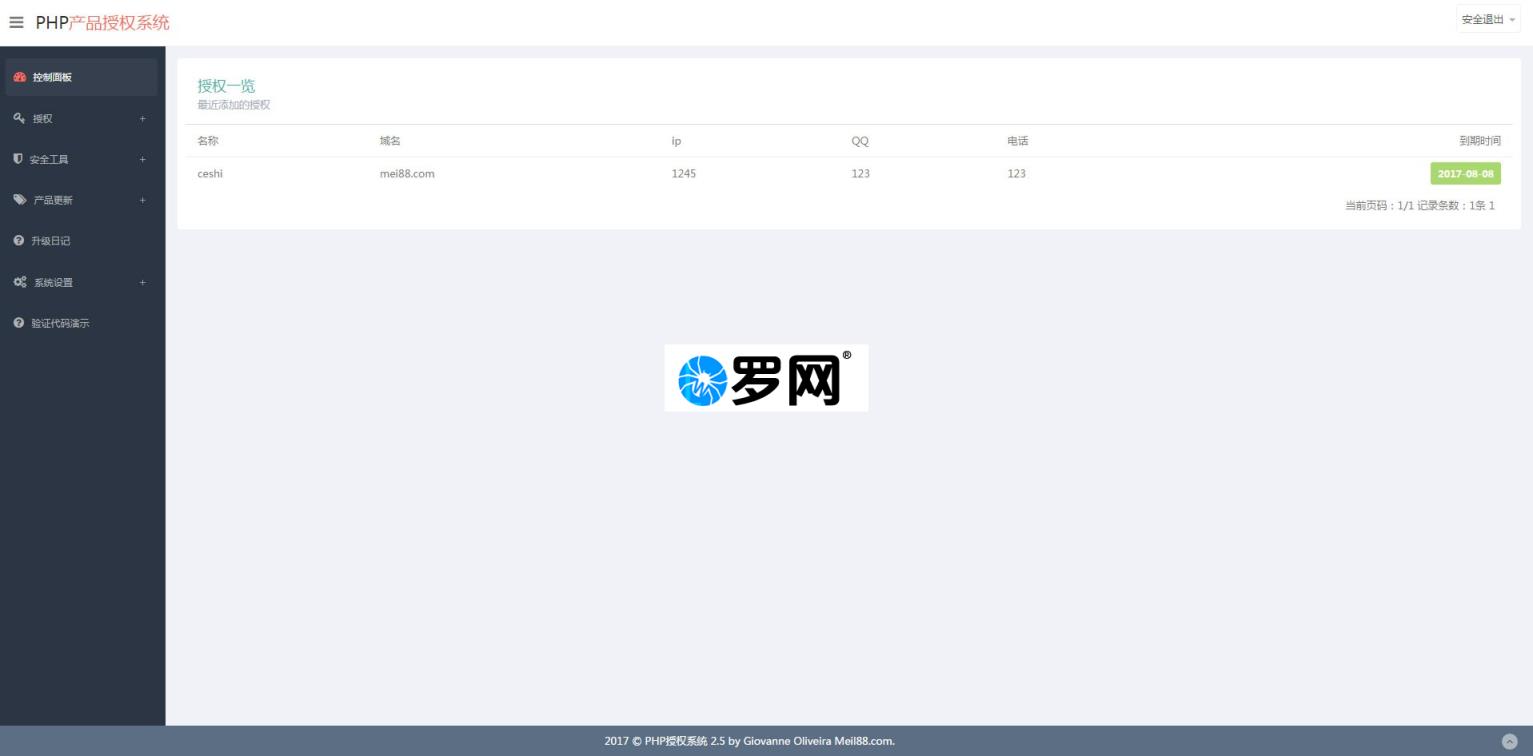 PHP产品授权系统
安全退出
控制面板
授权 +
安全工具 +
产品更新 +
升级日记
系统设置 +
验证代码演示
授权一览
最近添加的授权
名称 域名 ip QQ 电话 到期时间
ceshi mei88.com 1245 123 123 2017-08-08
当前页码：1/1 记录条数：1条 1
罗网®
2017 © PHP授权系统 2.5 by Giovanne Oliveira Meil88.com.